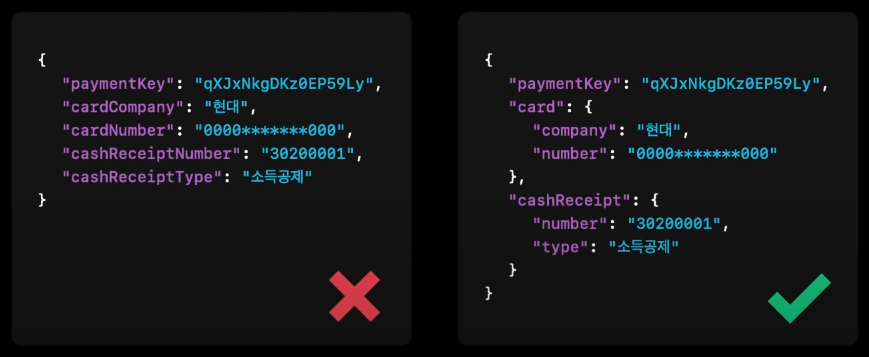 {
"paymentKey": "qXJxNkgDKz0EP59Ly",
"cardCompany": "현대",
"cardNumber": "0000*******000",
"cashReceiptNumber": "30200001",
"cashReceiptType": "소득공제"
}
{
"paymentKey": "qXJxNkgDKz0EP59Ly",
"card": {
"company": "현대",
"number": "0000*******000"
},
"cashReceipt": {
"number": "30200001",
"type": "소득공제"
}
}